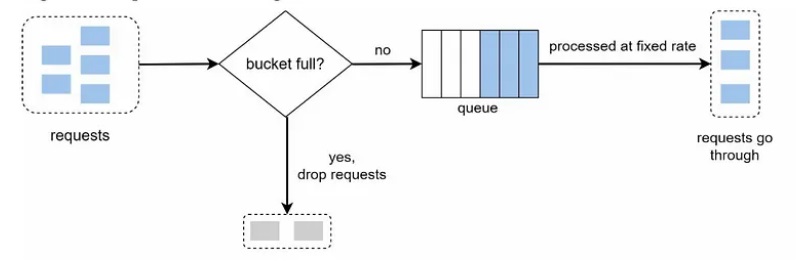 requests
bucket full?
no
yes,
drop requests
queue
processed at fixed rate
requests go
through